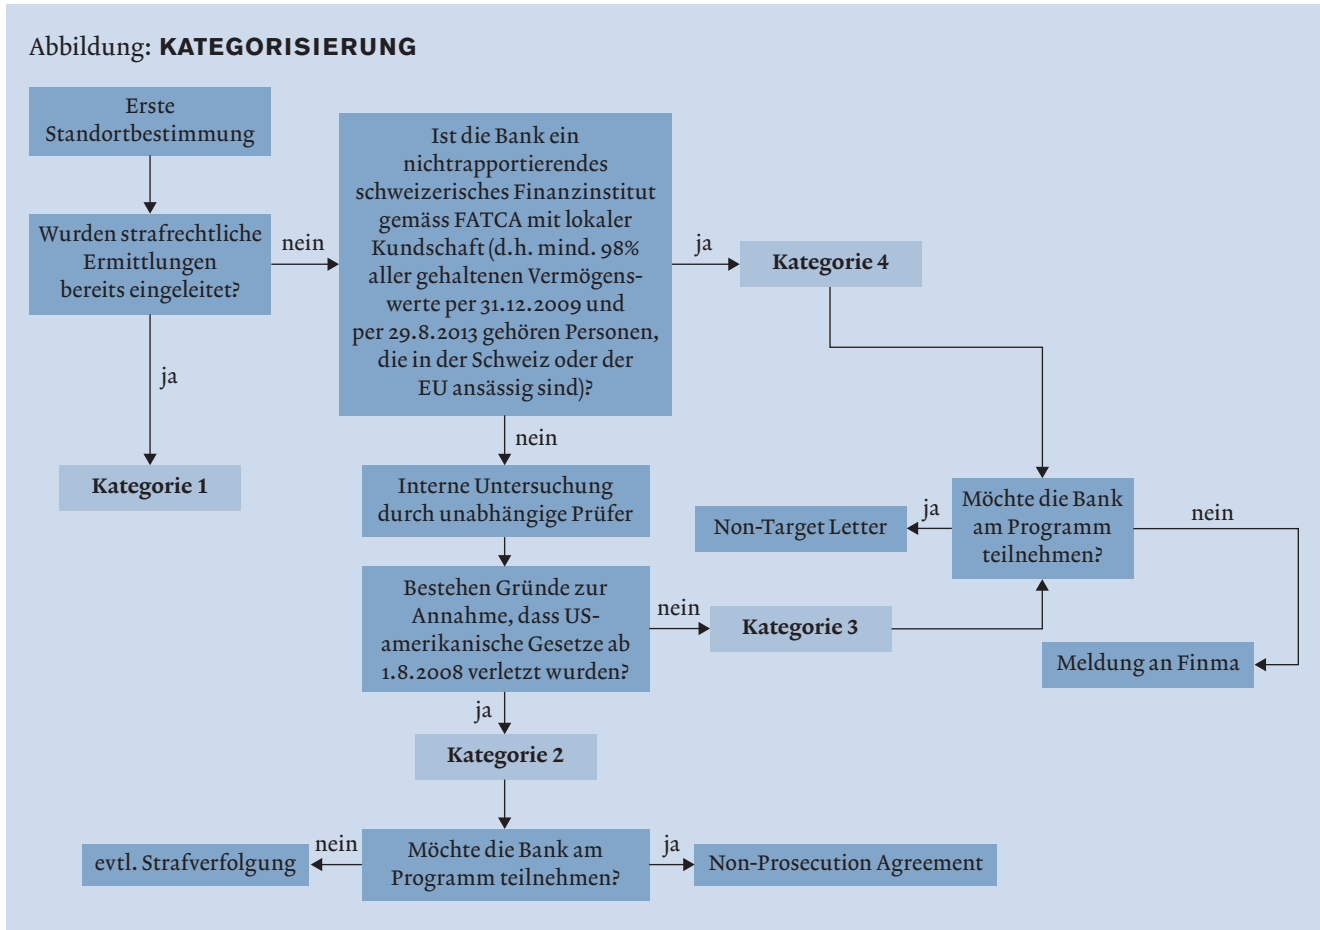 Abbildung: KATEGORISIERUNG
Erste
Standortbestimmung
Wurden strafrechtliche
Ermittlungen
bereits eingeleitet?
nein
ja
Kategorie 1
Ist die Bank ein
nichtrapportierendes
schweizerisches Finanzinstitut
gemäss FATCA mit lokaler
Kundschaft (d.h. mind. 98%
aller gehaltenen Vermögens-
werte per 31.12.2009 und
per 29.8.2013 gehören Personen,
die in der Schweiz oder der
EU ansässig sind)?
ja
Kategorie 4
nein
Interne Untersuchung
durch unabhängige Prüfer
Bestehen Gründe zur
Annahme, dass US-
amerikanische Gesetze ab
1.8.2008 verletzt wurden?
nein
Kategorie 3
Möchte die Bank
am Programm
teilnehmen?
ja
Non-Target Letter
nein
Meldung an Finma
ja
Kategorie 2
Möchte die Bank am
Programm teilnehmen?
nein
evtl. Strafverfolgung
ja
Non-Prosecution Agreement